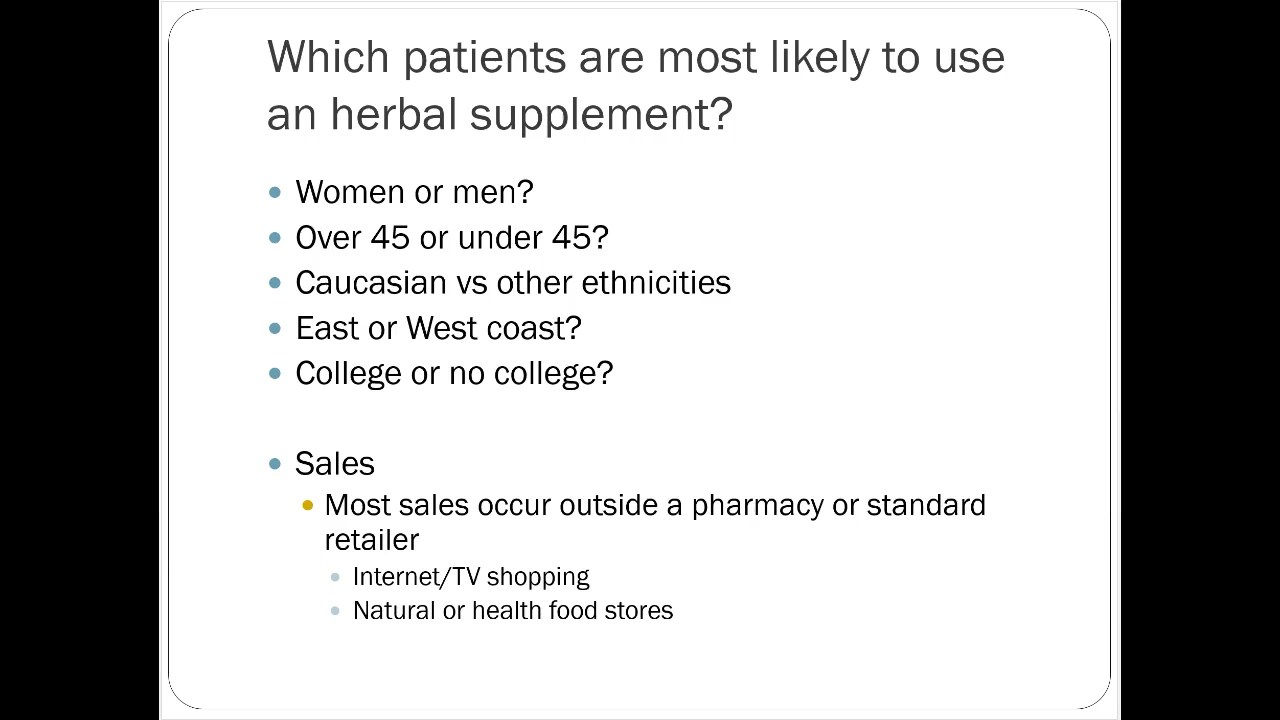 Which patients are most likely to use
an herbal supplement?
Women or men?
Over 45 or under 45?
Caucasian vs other ethnicities
East or West coast?
College or no college?
Sales
Most sales occur outside a pharmacy or standard
retailer
Internet/TV shopping
Natural or health food stores